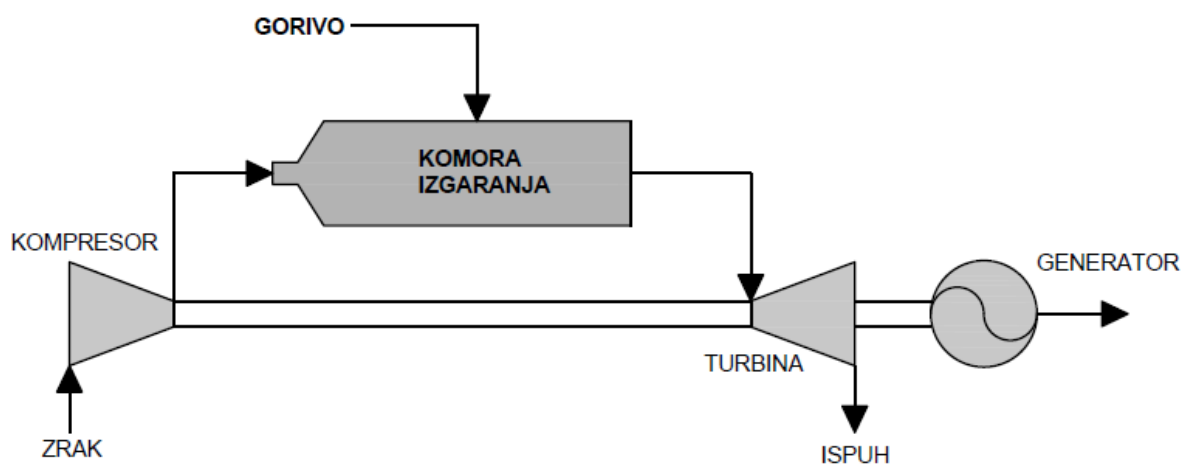 GORIVO
KOMORA
IZGARANJA
KOMPRESOR
GENERATOR
TURBINA
ZRAK
ISPUH